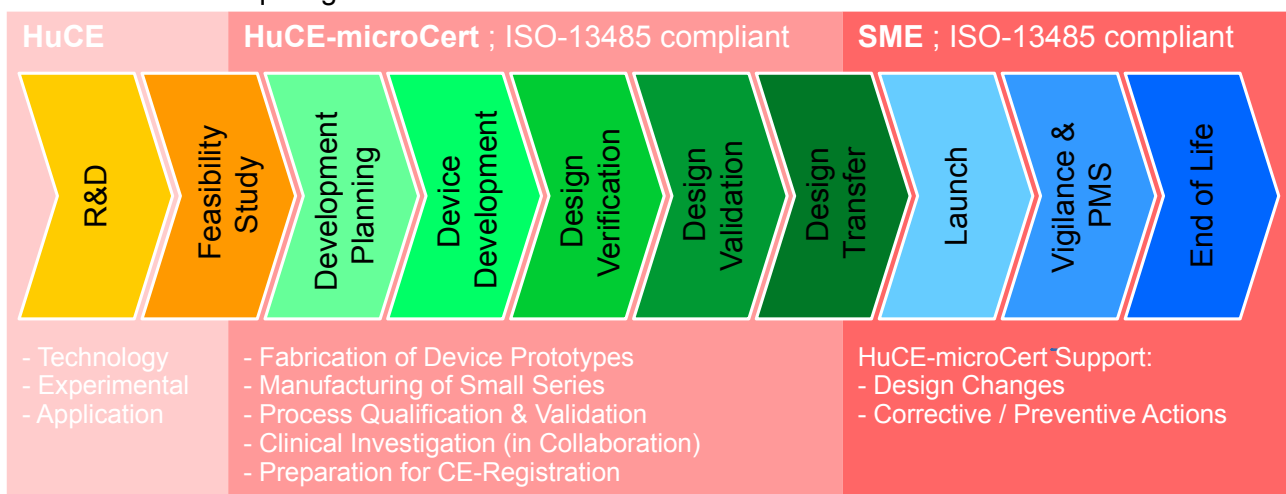 HuCE
HuCE-microCert ; ISO-13485 compliant
SME ; ISO-13485 compliant
R&D
Feasibility
Study
Development
Planning
Device
Development
Design
Verification
Design
Validation
Design
Transfer
Launch
Vigilance &
PMS
End of Life
- Technology
- Experimental
- Application
- Fabrication of Device Prototypes
- Manufacturing of Small Series
- Process Qualification & Validation
- Clinical Investigation (in Collaboration)
- Preparation for CE-Registration
HuCE-microCert Support:
- Design Changes
- Corrective / Preventive Actions